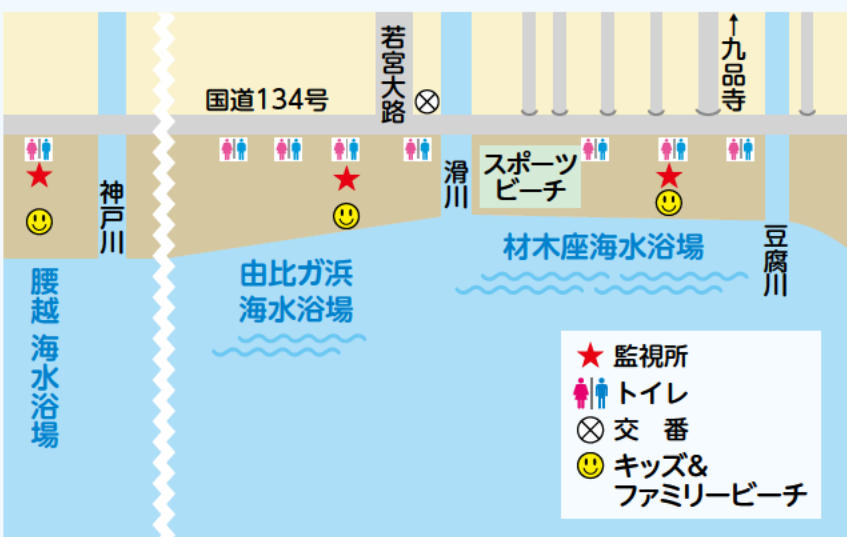 国道134号
若宮大路
↑九品寺
神戸川
滑川
スポーツ
ビーチ
豆腐川
腰越 海水浴場
由比ガ浜
海水浴場
材木座海水浴場
監視所
トイレ
交 番
キッズ&
ファミリービーチ